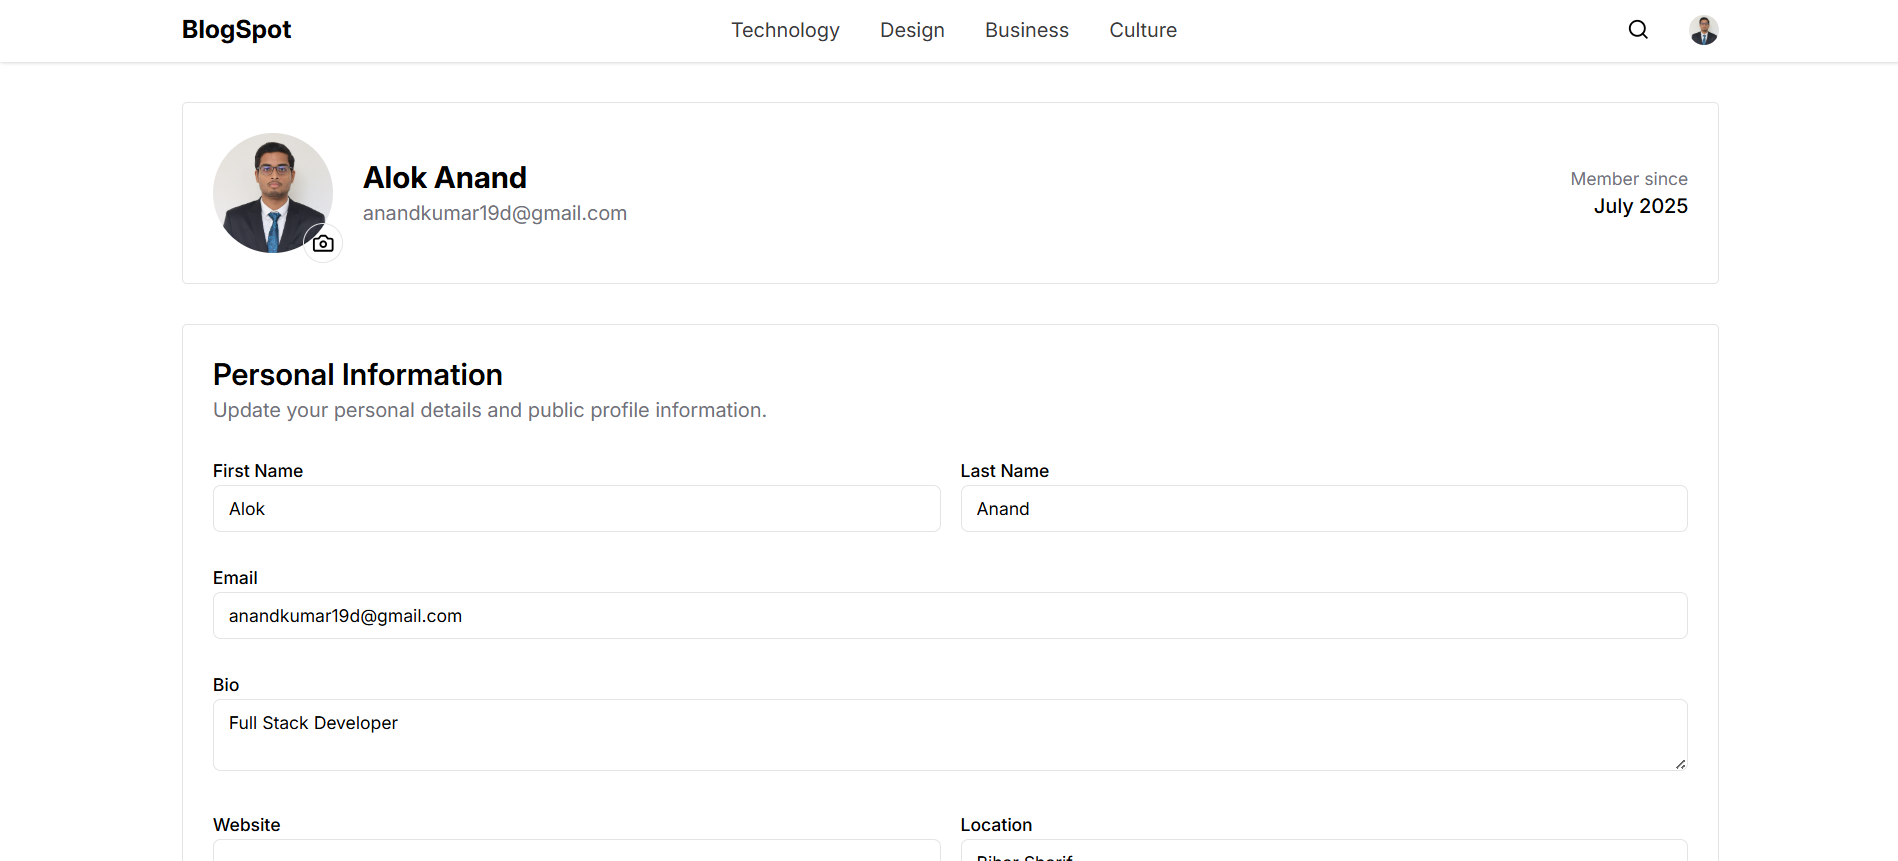 BlogSpot
Technology Design Business Culture
Alok Anand
anandkumar19d@gmail.com
Member since
July 2025
Personal Information
Update your personal details and public profile information.
First Name
Alok
Last Name
Anand
Email
anandkumar19d@gmail.com
Bio
Full Stack Developer
Website
Location
Bihar Sharif